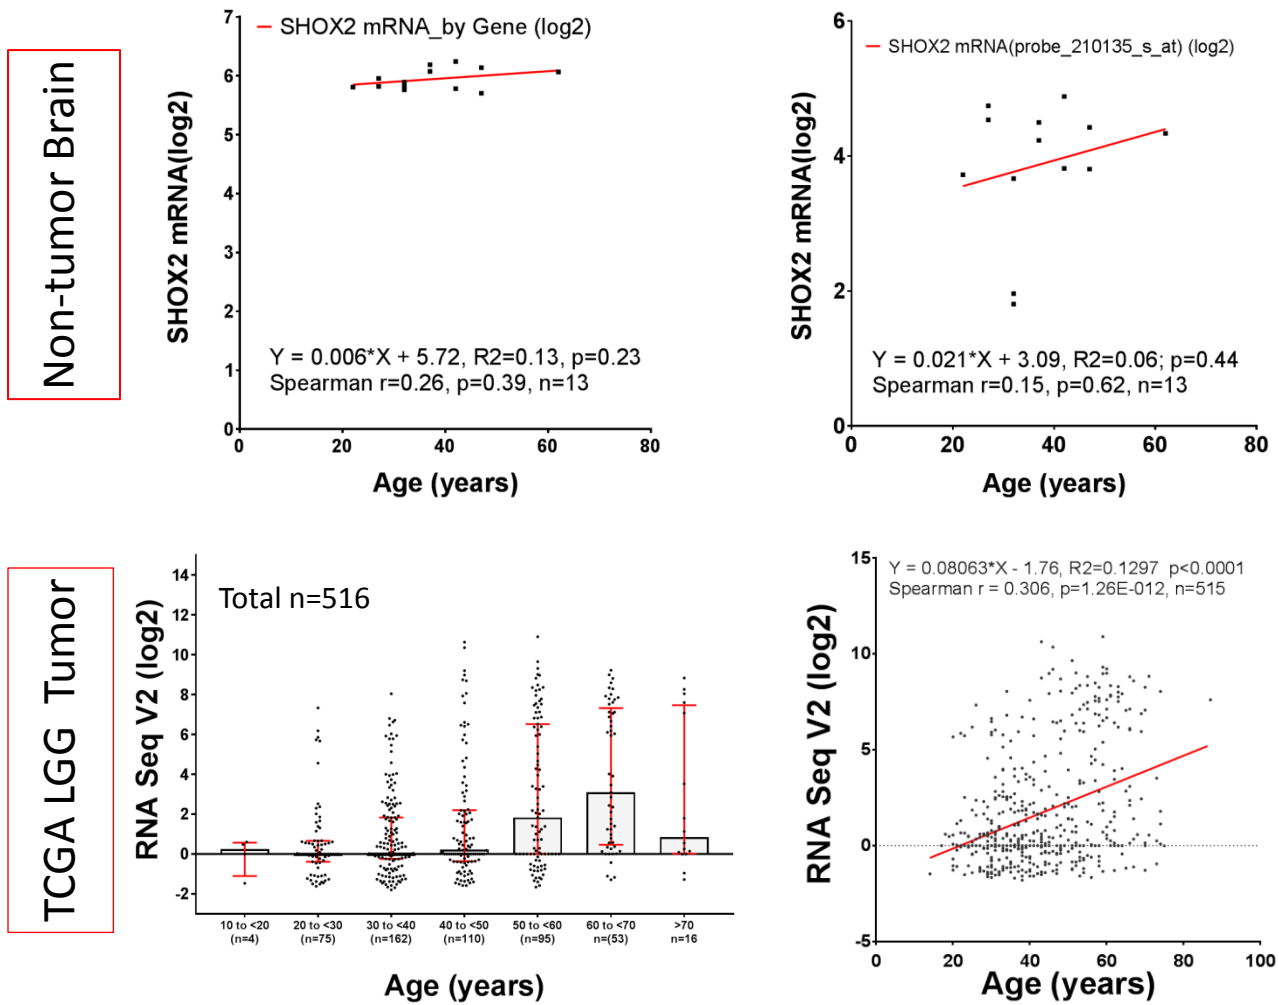 Non-tumor Brain
7
6
5
4
3
2
1
0
SHOX2 mRNA(log2)
SHOX2 mRNA_by Gene (log2)
Y = 0.006*X + 5.72, R2=0.13, p=0.23
Spearman r=0.26, p=0.39, n=13
0 20 40 60 80
Age (years)
6
4
2
0
SHOX2 mRNA(log2)
SHOX2 mRNA(probe_210135_s_at) (log2)
Y = 0.021*X + 3.09, R2=0.06; p=0.44
Spearman r=0.15, p=0.62, n=13
0 20 40 60 80
Age (years)
TCGA LGG Tumor
14
12
10
8
6
4
2
0
-2
RNA Seq V2 (log2)
Total n=516
10 to <20 20 to <30 30 to <40 40 to <50 50 to <60 60 to <70 >70
(n=4) (n=75) (n=162) (n=110) (n=95) n=(53) n=16
Age (years)
15
10
5
0
-5
RNA Seq V2 (log2)
Y = 0.08063*X - 1.76, R2=0.1297 p<0.0001
Spearman r = 0.306, p=1.26E-012, n=515
0 20 40 60 80 100
Age (years)